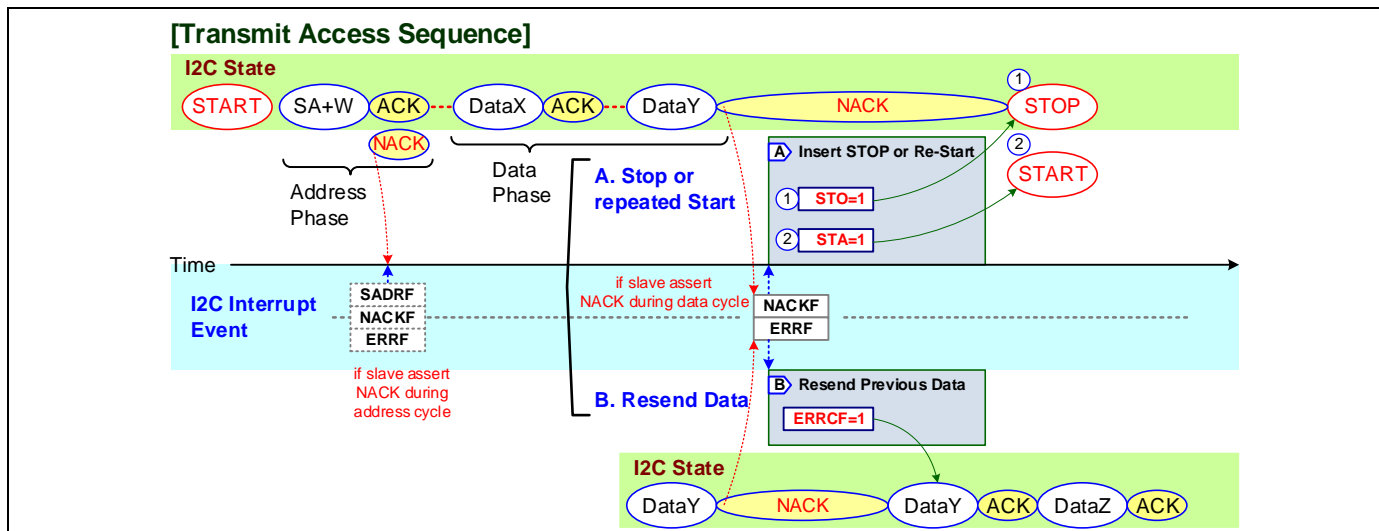 [Transmit Access Sequence]
I2C State
START SA+W ACK DataX ACK DataY NACK 1 STOP
NACK
Address
Phase
Data
Phase
A. Stop or
repeated Start
A Insert STOP or Re-Start
1 STO=1
2 STA=1
2
START
Time
I2C Interrupt
Event
SADRF
NACKF
ERRF
if slave assert
NACK during
address cycle
if slave assert
NACK during data cycle
NACKF
ERRF
B. Resend Data
B Resend Previous Data
ERRCF=1
I2C State
DataY NACK DataY ACK DataZ ACK